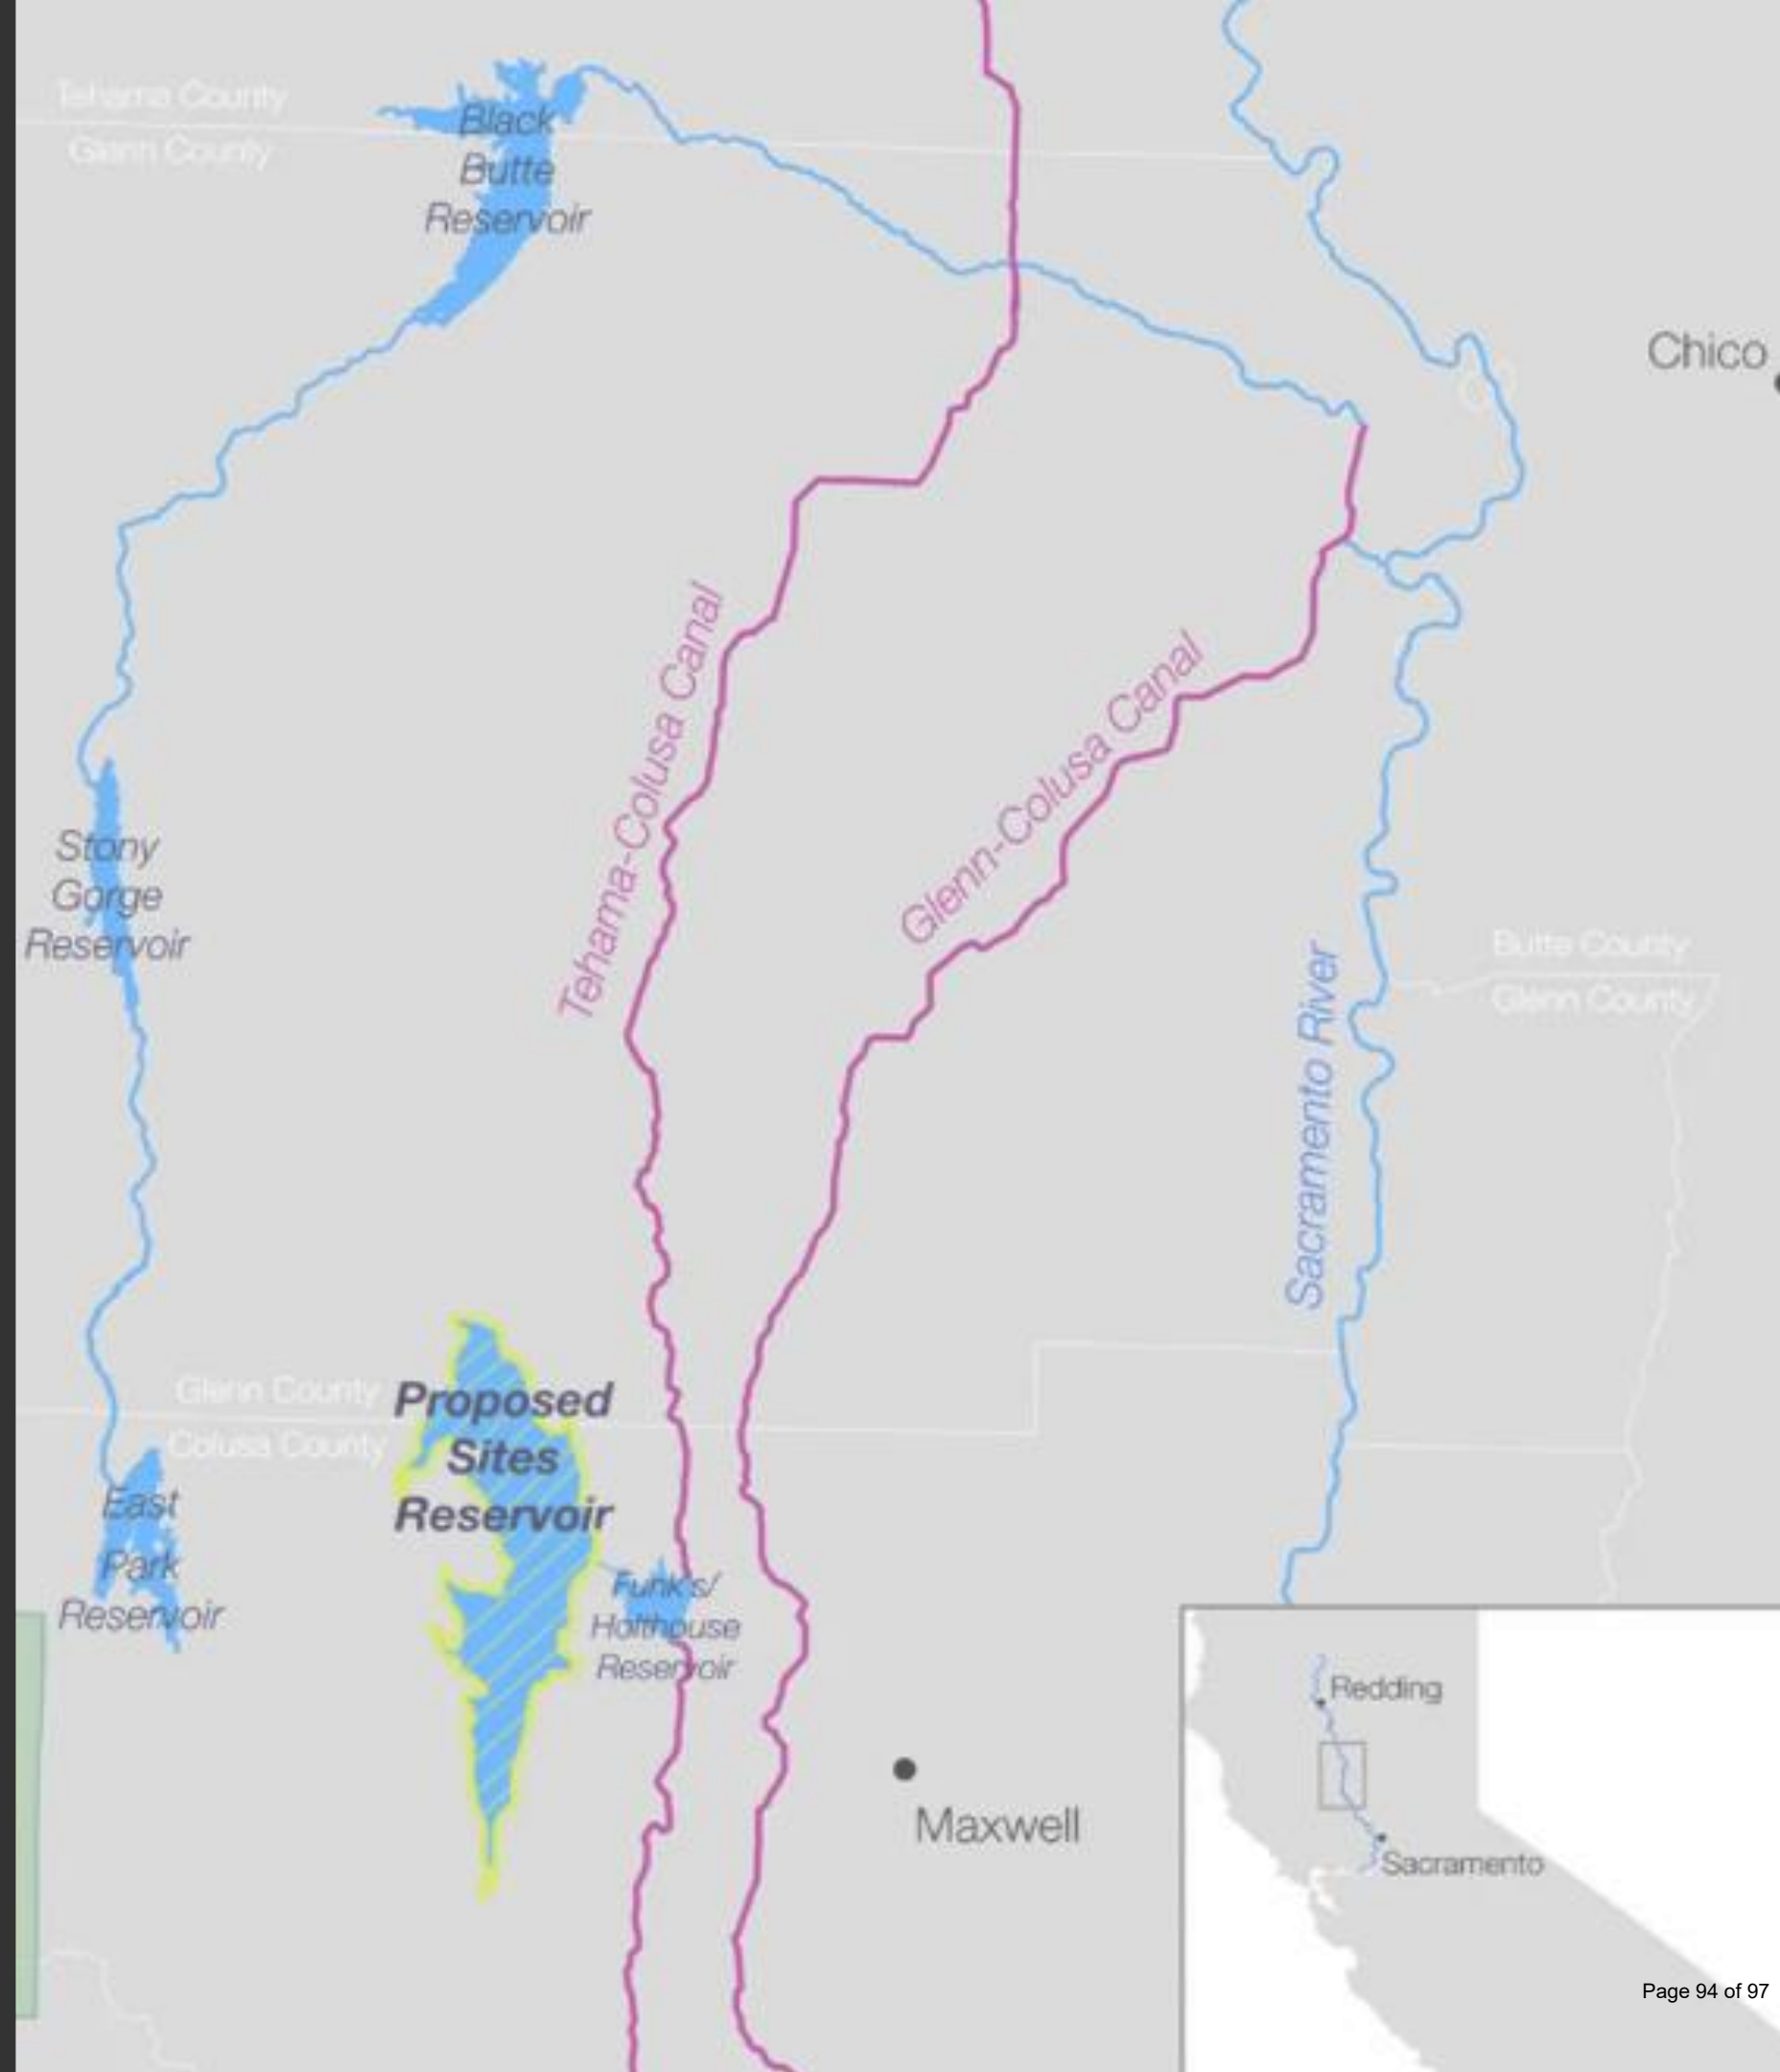 Tehama County
Glenn County
Black
Butte
Reservoir
Chico
Tehama-Colusa Canal
Glenn-Colusa Canal
Stony
Gorge
Reservoir
Sacramento River
Butte County
Glenn County
Glenn County
Colusa County
Proposed
Sites
Reservoir
East
Park
Reservoir
Funk's/
Holthouse
Reservoir
Maxwell
Redding
Sacramento
Page 94 of 97